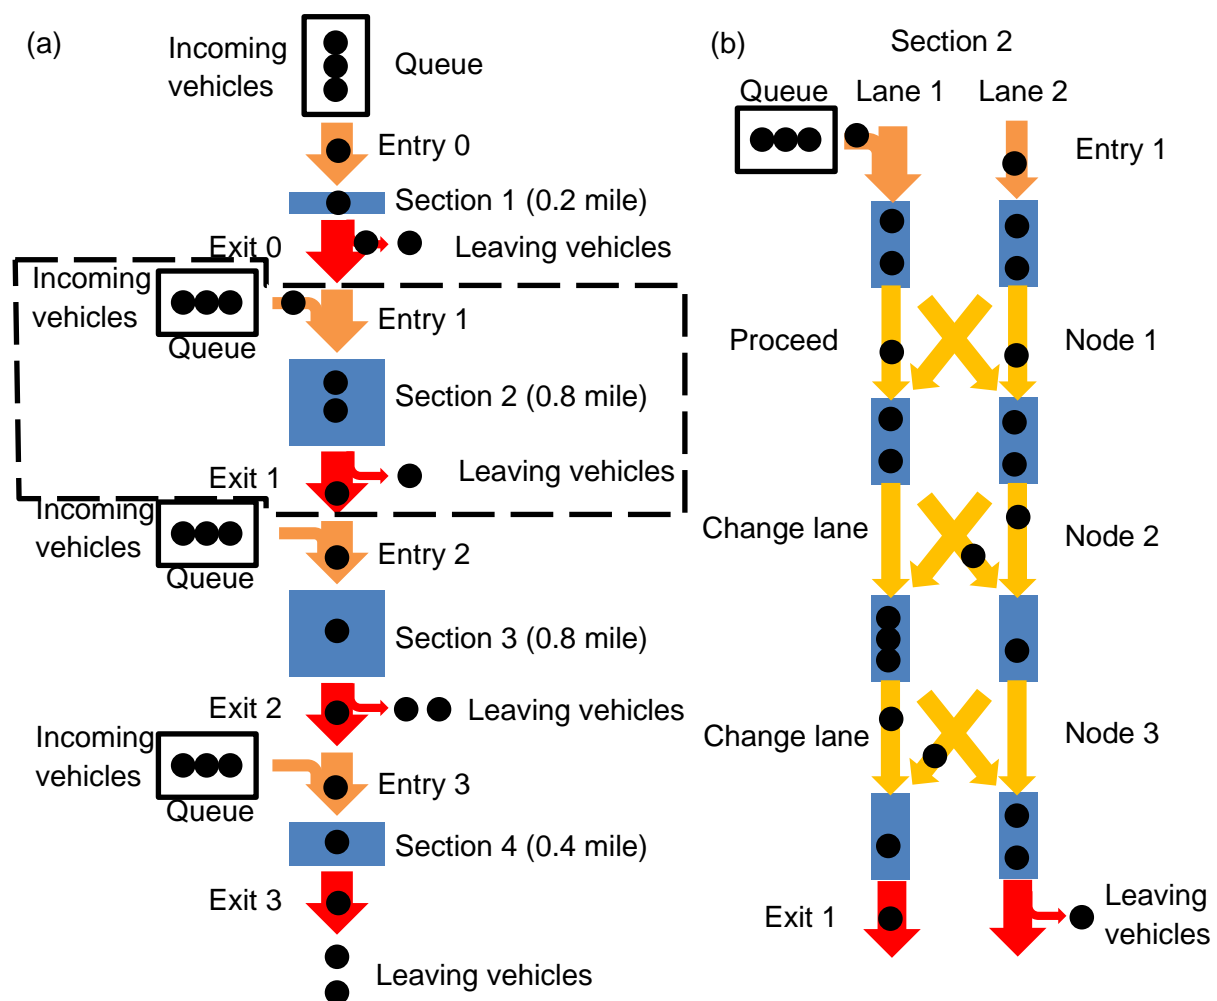 (a)
Incoming
vehicles
Queue
Entry 0
Section 1 (0.2 mile)
Exit 0
Leaving vehicles
Incoming
vehicles
Queue
Entry 1
Section 2 (0.8 mile)
Exit 1
Leaving vehicles
Incoming
vehicles
Queue
Entry 2
Section 3 (0.8 mile)
Exit 2
Leaving vehicles
Incoming
vehicles
Queue
Entry 3
Section 4 (0.4 mile)
Exit 3
Leaving vehicles
(b)
Section 2
Queue
Lane 1
Lane 2
Entry 1
Proceed
Node 1
Change lane
Node 2
Change lane
Node 3
Exit 1
Leaving
vehicles